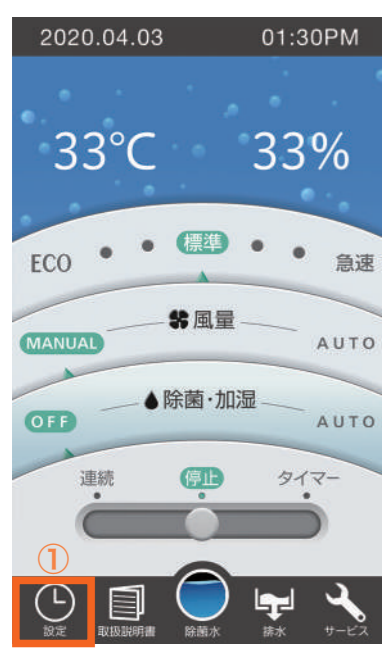 2020.04.03 01:30PM
33℃ 33%
ECO 標準 急速
風量
MANUAL AUTO
除菌・加湿
OFF AUTO
連続 停止 タイマー
①
設定 取扱説明書 除菌水 排水 サービス